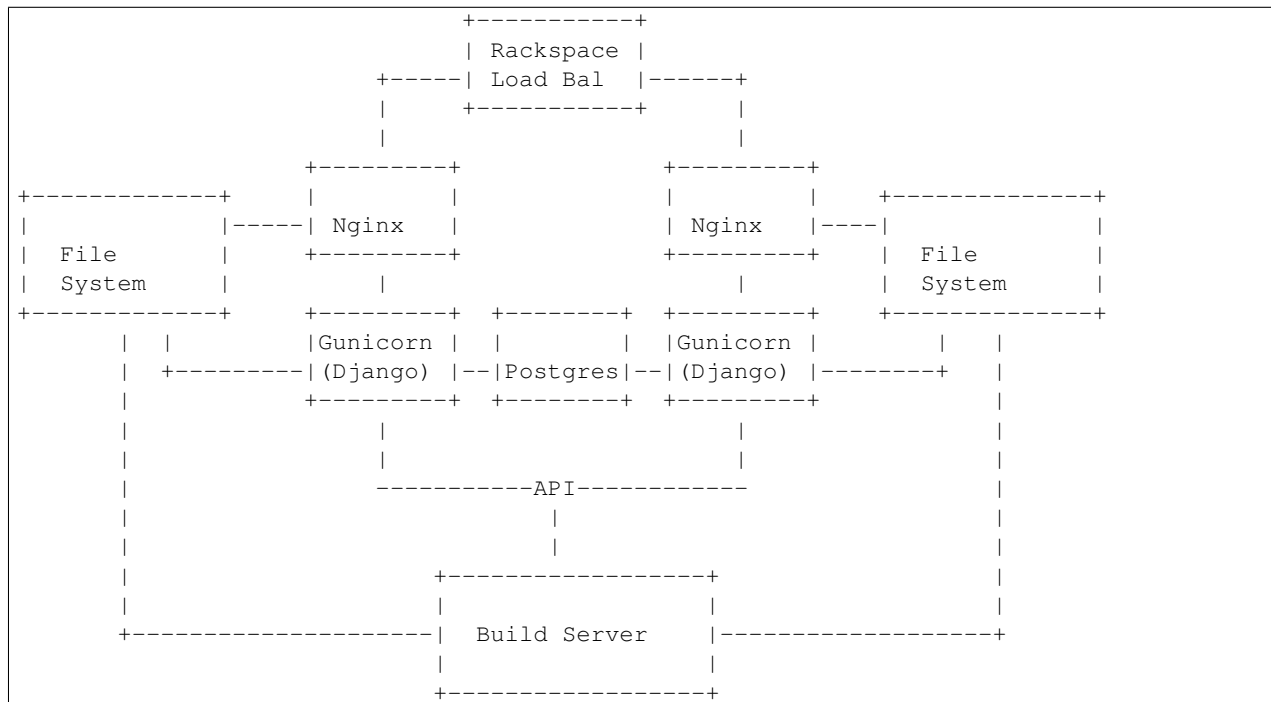 Rackspace
Load Bal
Nginx Nginx
File File
System System
Gunicorn Gunicorn
(Django) Postgres (Django)
API
Build Server